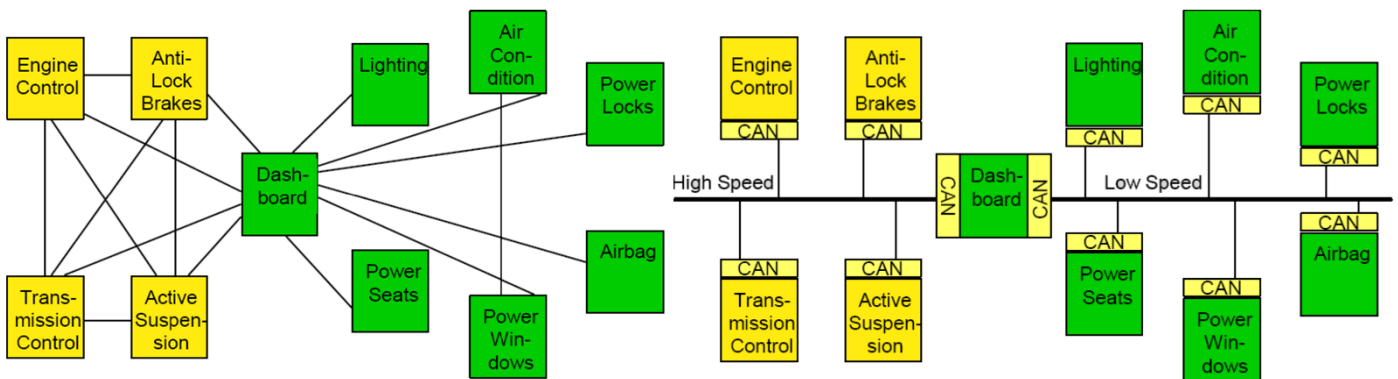 Engine
Control
Anti-
Lock
Brakes
Lighting
Air
Con-
dition
Power
Locks
Dash-
board
Trans-
mission
Control
Active
Suspen-
sion
Power
Seats
Power
Win-
dows
Airbag
Engine
Control
CAN
Anti-
Lock
Brakes
CAN
Lighting
CAN
Air
Con-
dition
CAN
Power
Locks
CAN
High Speed
CAN
Dash-
board
CAN
Low Speed
CAN
Trans-
mission
Control
CAN
Active
Suspen-
sion
CAN
Power
Seats
CAN
Power
Win-
dows
CAN
Airbag